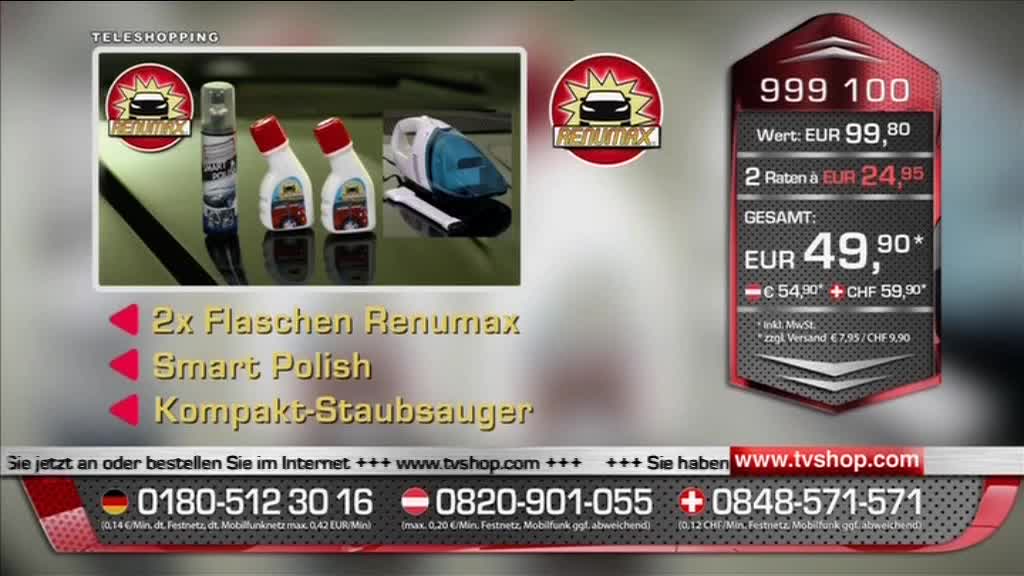 TELESHOPPING
RENUMAX
SMART
POLISH
RENUMAX
2x Flaschen Renumax
Smart Polish
Kompakt-Staubsauger
999 100
Wert: EUR 99,80
2 Raten à EUR 24,95
GESAMT:
EUR 49,90*
€ 54,90* CHF 59,90*
* inkl. MwSt.
* zzgl. Versand € 7,95 / CHF 9,90
Sie jetzt an oder bestellen Sie im Internet +++ www.tvshop.com +++ +++ Sie haben
www.tvshop.com
0180-512 30 16 0820-901-055 0848-571-571
(0,14 €/Min. dt. Festnetz, dt. Mobilfunknetz max. 0,42 EUR/Min) (max. 0,20 €/Min. Festnetz, Mobilfunk ggf. abweichend) (0,12 CHF/Min. Festnetz, Mobilfunk ggf. abweichend)